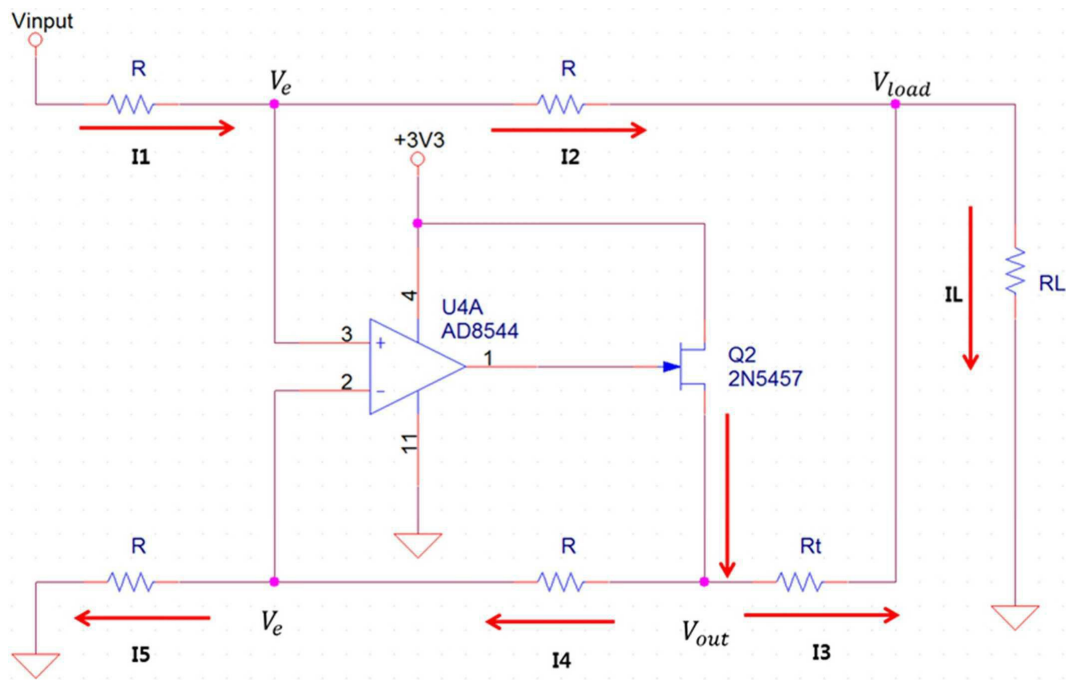 Vinput
R
Ve
R
Vload
I1
I2
+3V3
4
U4A
AD8544
3
+
1
2
-
11
Q2
2N5457
IL
RL
R
R
Rt
Ve
Vout
I5
I4
I3